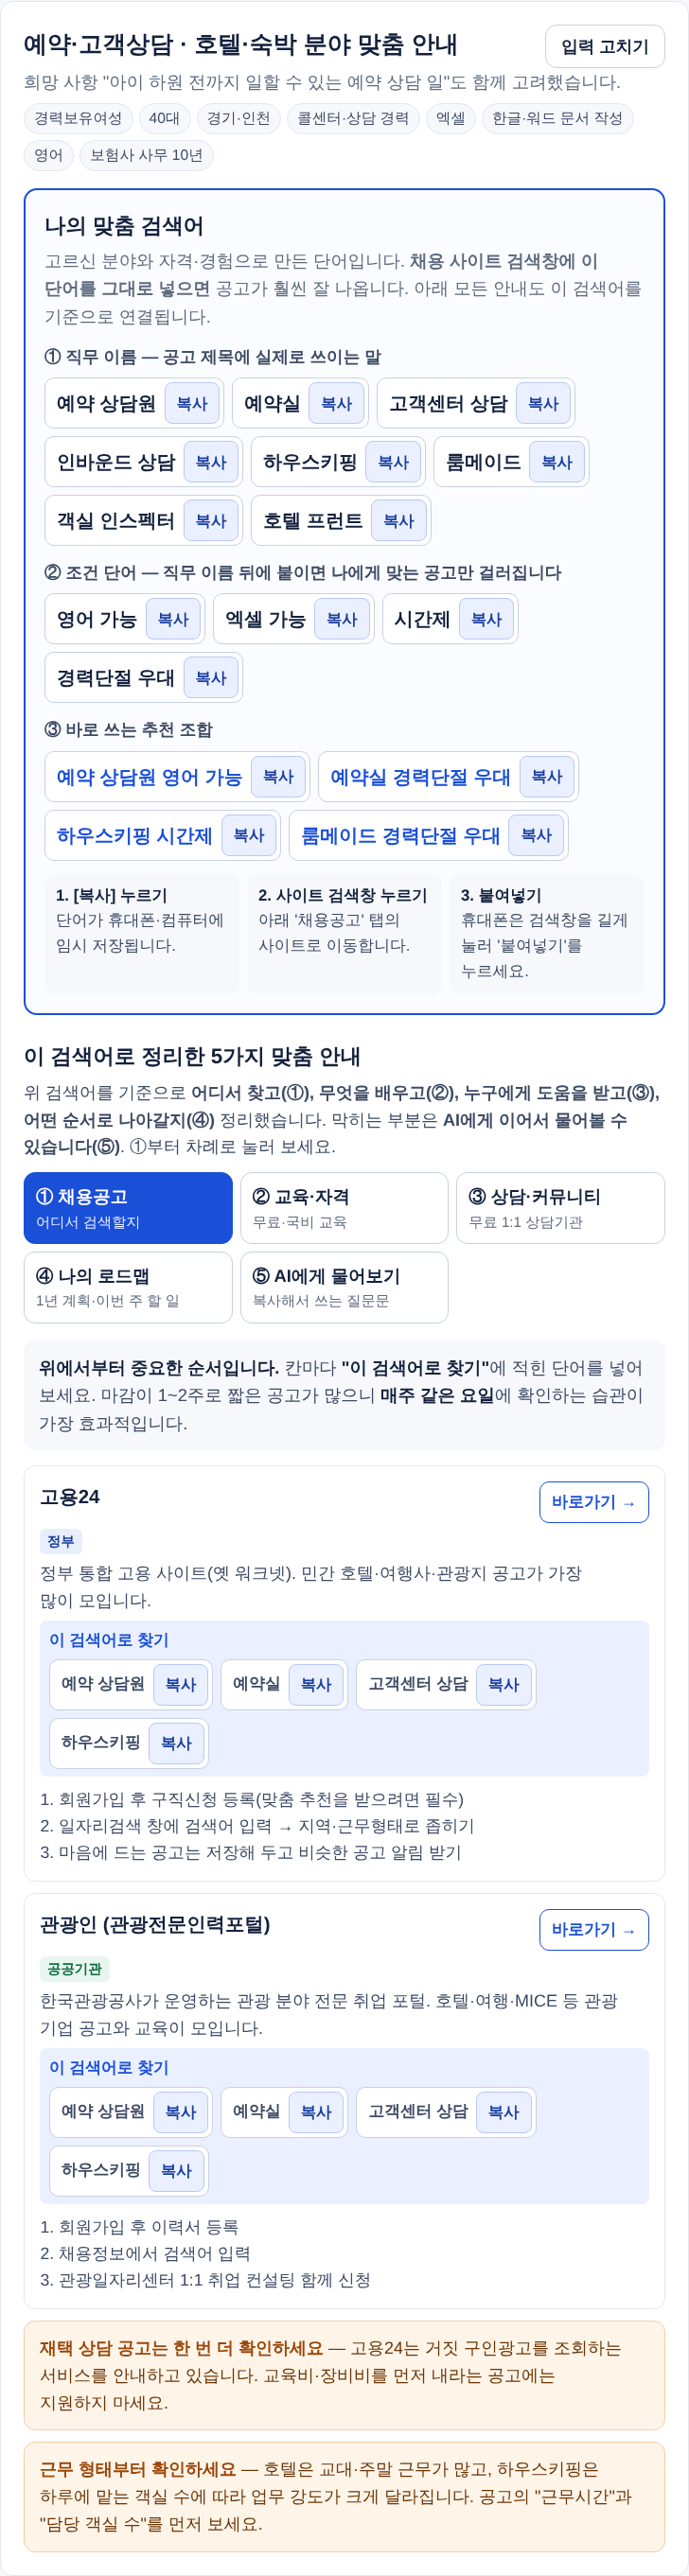 예약·고객상담 · 호텔·숙박 분야 맞춤 안내
입력 고치기
희망 사항 "아이 하원 전까지 일할 수 있는 예약 상담 일"도 함께 고려했습니다.
경력보유여성 40대 경기·인천 콜센터·상담 경력 엑셀 한글·워드 문서 작성
영어 보험사 사무 10년
나의 맞춤 검색어
고르신 분야와 자격·경험으로 만든 단어입니다. 채용 사이트 검색창에 이
단어를 그대로 넣으면 공고가 훨씬 잘 나옵니다. 아래 모든 안내도 이 검색어를
기준으로 연결됩니다.
① 직무 이름 — 공고 제목에 실제로 쓰이는 말
예약 상담원 복사 예약실 복사 고객센터 상담 복사
인바운드 상담 복사 하우스키핑 복사 룸메이드 복사
객실 인스펙터 복사 호텔 프런트 복사
② 조건 단어 — 직무 이름 뒤에 붙이면 나에게 맞는 공고만 걸러집니다
영어 가능 복사 엑셀 가능 복사 시간제 복사
경력단절 우대 복사
③ 바로 쓰는 추천 조합
예약 상담원 영어 가능 복사 예약실 경력단절 우대 복사
하우스키핑 시간제 복사 룸메이드 경력단절 우대 복사
1. [복사] 누르기
단어가 휴대폰·컴퓨터에
임시 저장됩니다.
2. 사이트 검색창 누르기
아래 '채용공고' 탭의
사이트로 이동합니다.
3. 붙여넣기
휴대폰은 검색창을 길게
눌러 '붙여넣기'를
누르세요.
이 검색어로 정리한 5가지 맞춤 안내
위 검색어를 기준으로 어디서 찾고(①), 무엇을 배우고(②), 누구에게 도움을 받고(③),
어떤 순서로 나아갈지(④) 정리했습니다. 막히는 부분은 AI에게 이어서 물어볼 수
있습니다(⑤). ①부터 차례로 눌러 보세요.
① 채용공고
어디서 검색할지
② 교육·자격
무료·국비 교육
③ 상담·커뮤니티
무료 1:1 상담기관
④ 나의 로드맵
1년 계획·이번 주 할 일
⑤ AI에게 물어보기
복사해서 쓰는 질문문
위에서부터 중요한 순서입니다. 칸마다 "이 검색어로 찾기"에 적힌 단어를 넣어
보세요. 마감이 1~2주로 짧은 공고가 많으니 매주 같은 요일에 확인하는 습관이
가장 효과적입니다.
고용24
바로가기 →
정부
정부 통합 고용 사이트(옛 워크넷). 민간 호텔·여행사·관광지 공고가 가장
많이 모입니다.
이 검색어로 찾기
예약 상담원 복사 예약실 복사 고객센터 상담 복사
하우스키핑 복사
1. 회원가입 후 구직신청 등록(맞춤 추천을 받으려면 필수)
2. 일자리검색 창에 검색어 입력 → 지역·근무형태로 좁히기
3. 마음에 드는 공고는 저장해 두고 비슷한 공고 알림 받기
관광인 (관광전문인력포털)
바로가기 →
공공기관
한국관광공사가 운영하는 관광 분야 전문 취업 포털. 호텔·여행·MICE 등 관광
기업 공고와 교육이 모입니다.
이 검색어로 찾기
예약 상담원 복사 예약실 복사 고객센터 상담 복사
하우스키핑 복사
1. 회원가입 후 이력서 등록
2. 채용정보에서 검색어 입력
3. 관광일자리센터 1:1 취업 컨설팅 함께 신청
재택 상담 공고는 한 번 더 확인하세요 — 고용24는 거짓 구인광고를 조회하는
서비스를 안내하고 있습니다. 교육비·장비비를 먼저 내라는 공고에는
지원하지 마세요.
근무 형태부터 확인하세요 — 호텔은 교대·주말 근무가 많고, 하우스키핑은
하루에 맡는 객실 수에 따라 업무 강도가 크게 달라집니다. 공고의 "근무시간"과
"담당 객실 수"를 먼저 보세요.